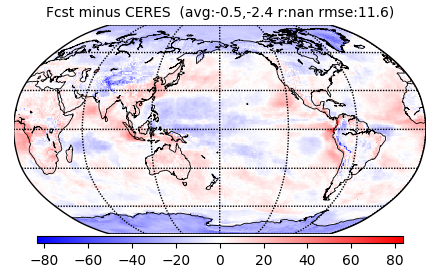 Fcst minus CERES (avg:-0.5,-2.4 r:nan rmse:11.6)
−80 −60 −40 −20 0 20 40 60 80